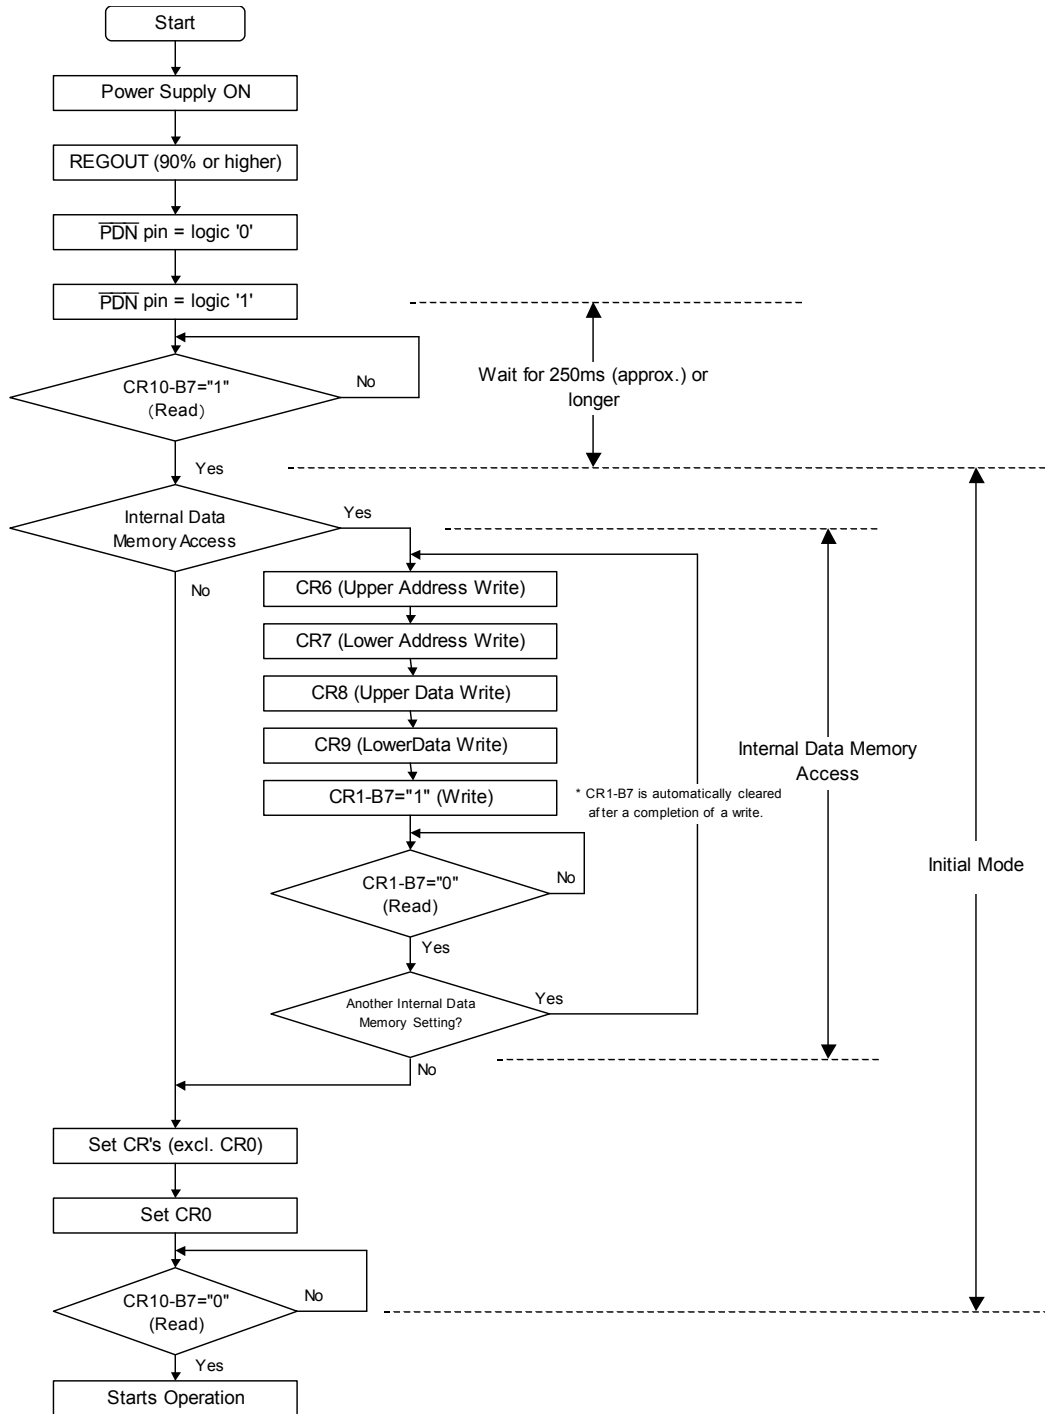 Start
Power Supply ON
REGOUT (90% or higher)
PDN pin = logic '0'
PDN pin = logic '1'
CR10-B7="1"
(Read)
No
Wait for 250ms (approx.) or
longer
Yes
Internal Data
Memory Access
Yes
No
CR6 (Upper Address Write)
CR7 (Lower Address Write)
CR8 (Upper Data Write)
CR9 (LowerData Write)
CR1-B7="1" (Write)
* CR1-B7 is automatically cleared
after a completion of a write.
Internal Data Memory
Access
CR1-B7="0"
(Read)
No
Initial Mode
Yes
Another Internal Data
Memory Setting?
Yes
No
Set CR's (excl. CR0)
Set CR0
CR10-B7="0"
(Read)
No
Yes
Starts Operation